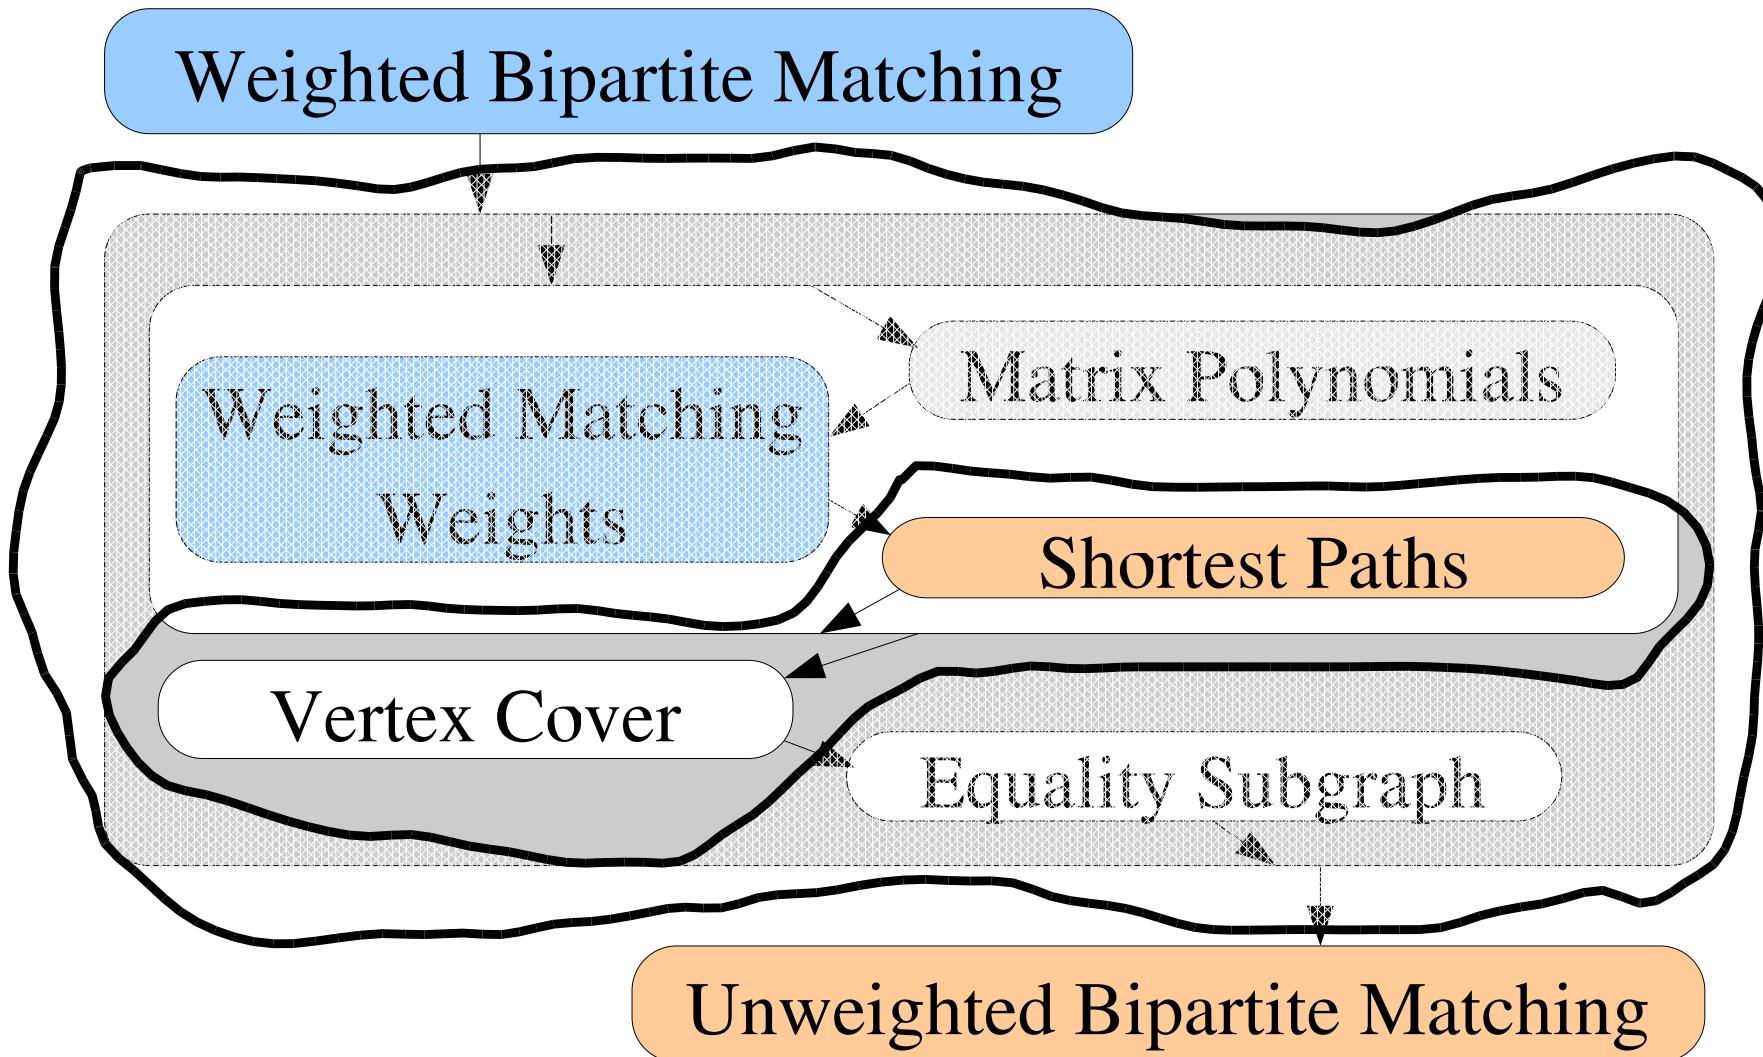 Weighted Bipartite Matching
Matrix Polynomials
Weighted Matching
Weights
Shortest Paths
Vertex Cover
Equality Subgraph
Unweighted Bipartite Matching